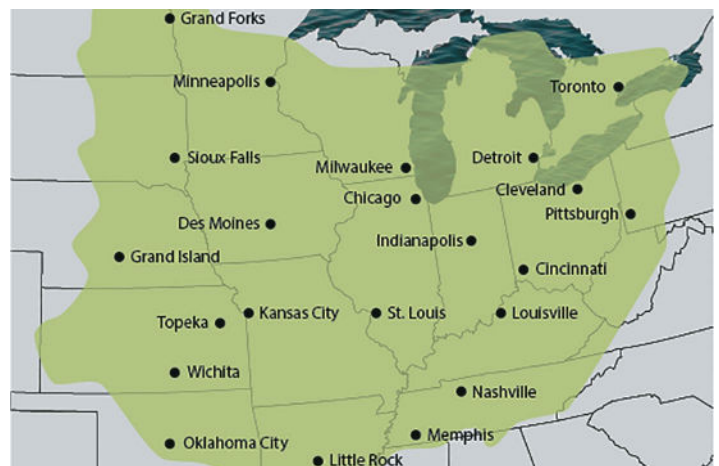 Grand Forks
Minneapolis
Toronto
Sioux Falls
Milwaukee
Detroit
Chicago
Cleveland
Pittsburgh
Des Moines
Indianapolis
Grand Island
Cincinnati
Topeka
Kansas City
St. Louis
Louisville
Wichita
Nashville
Oklahoma City
Memphis
Little Rock